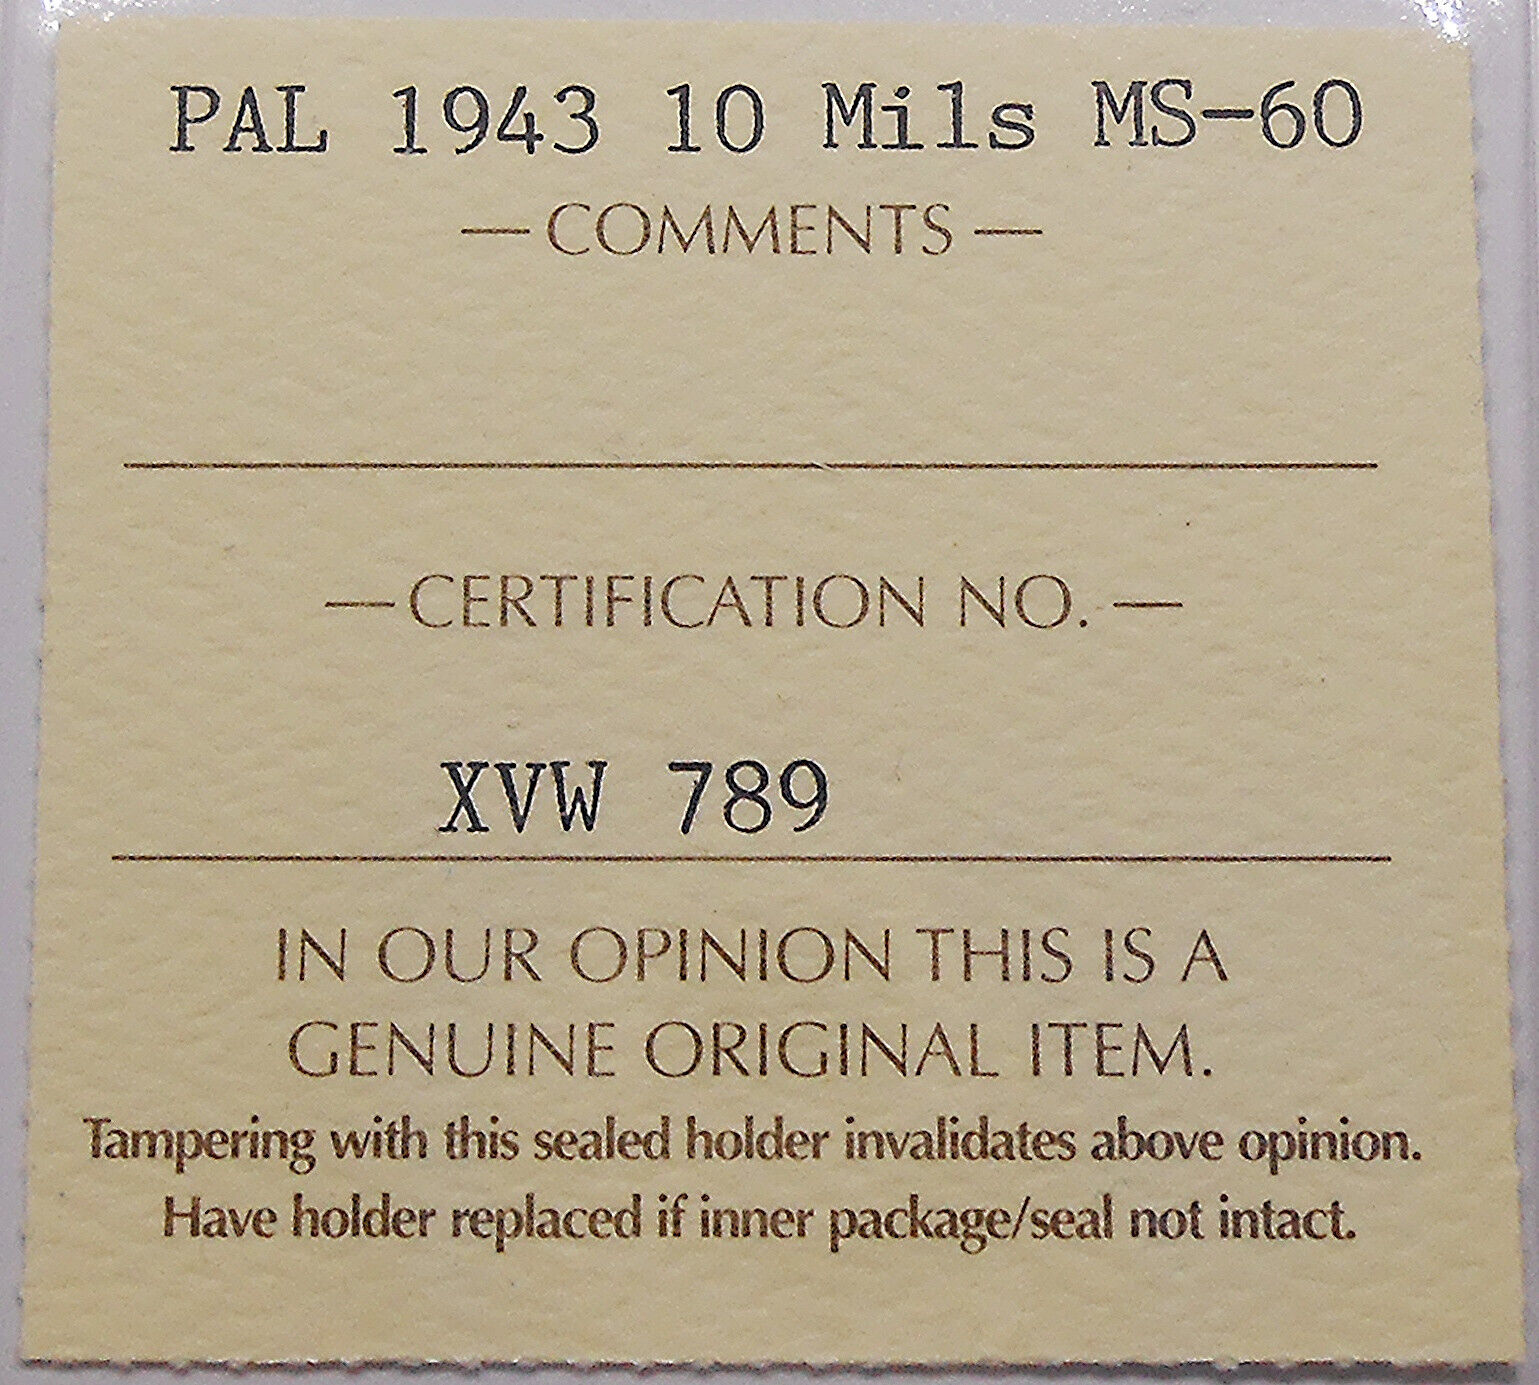 PAL 1943 10 Mils MS-60
— COMMENTS —
— CERTIFICATION NO. —
XVW 789
IN OUR OPINION THIS IS A
GENUINE ORIGINAL ITEM.
Tampering with this sealed holder invalidates above opinion.
Have holder replaced if inner package/seal not intact.